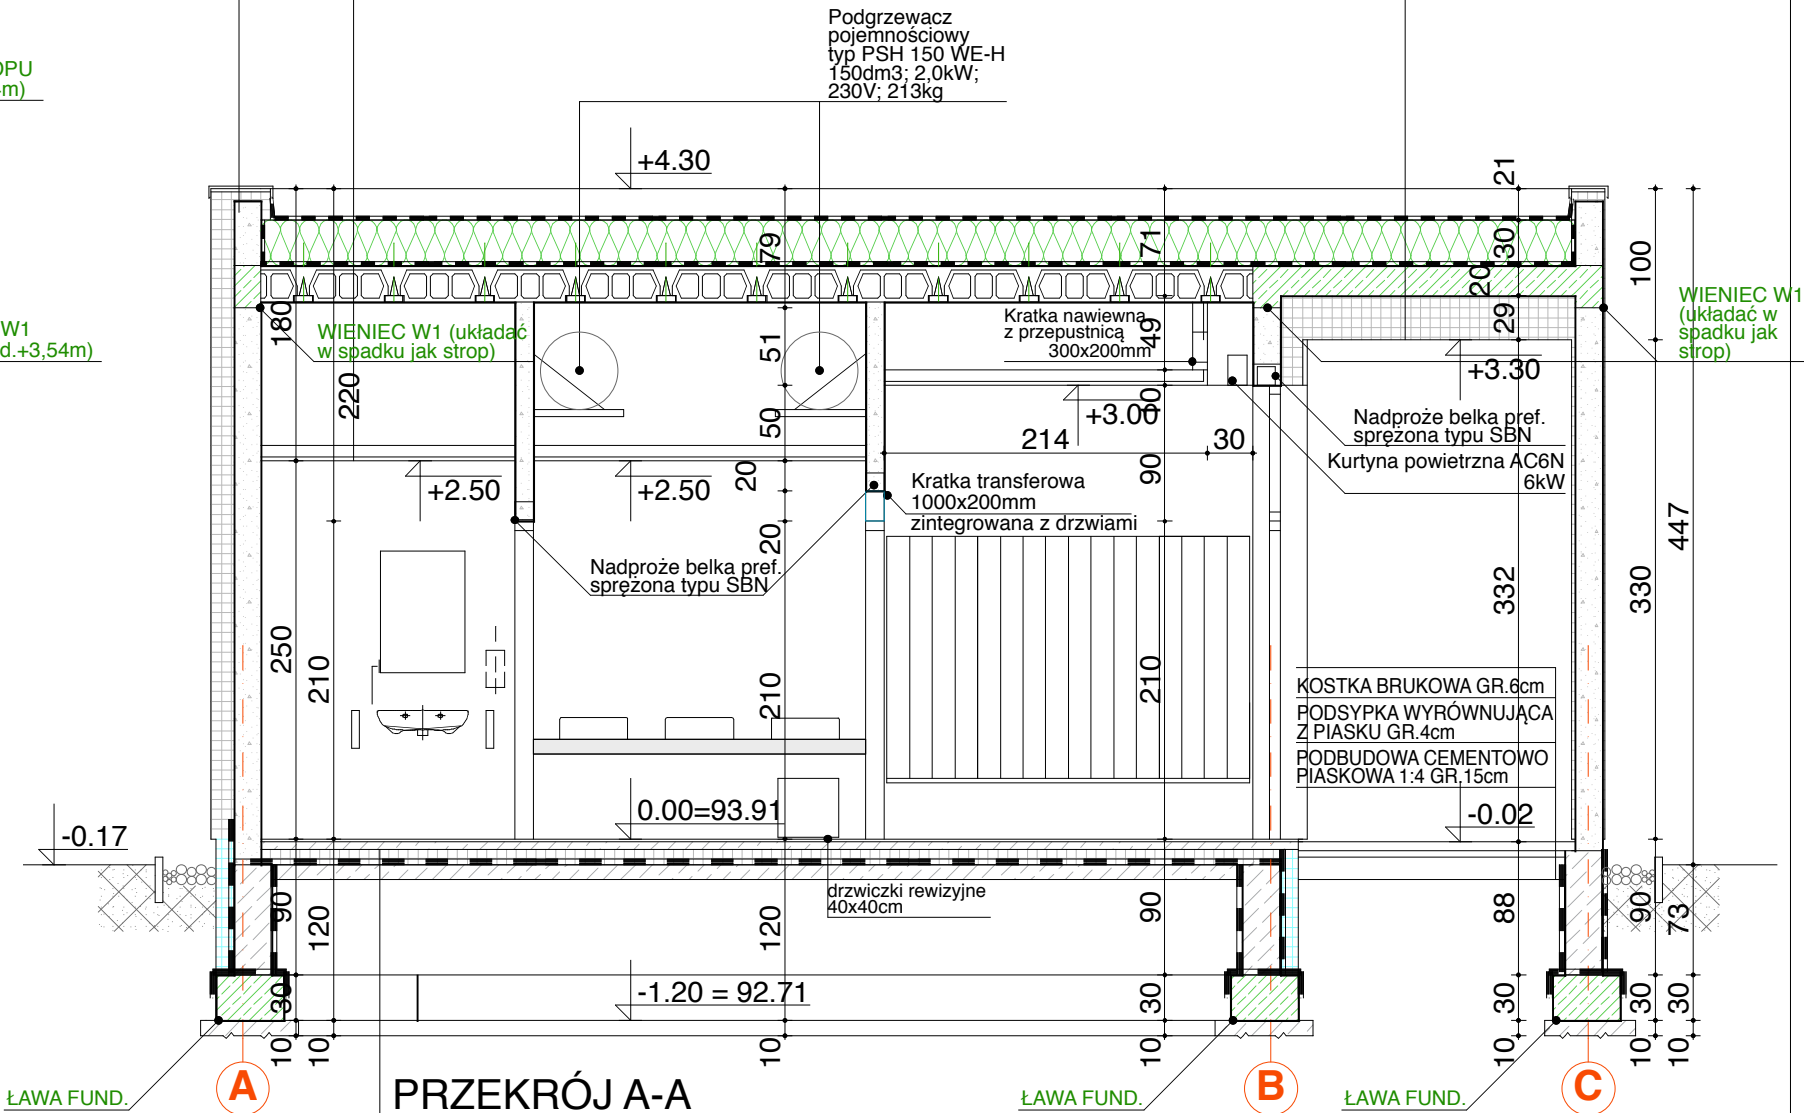 Podgrzewacz
pojemnościowy
typ PSH 150 WE-H
150dm3; 2,0kW;
230V; 213kg
OPU
m)
+4.30
21
79
71
30
100
20
180
WIENIEC W1 (układać
w spadku jak strop)
W1
d.+3,54m)
51
Kratka nawiewna
z przepustnicą
300x200mm
49
29
WIENIEC W1
(układać w
spadku jak
strop)
220
+3.30
50
+3.00
60
Nadproże belka pref.
sprężona typu SBN
214
30
Kurtyna powietrzna AC6N
6kW
+2.50
+2.50
20
90
Kratka transferowa
1000x200mm
zintegrowana z drzwiami
447
20
Nadproże belka pref.
sprężona typu SBN
332
330
250
210
210
210
KOSTKA BRUKOWA GR.6cm
PODSYPKA WYRÓWNUJĄCA
Z PIASKU GR.4cm
PODBUDOWA CEMENTOWO
PIASKOWA 1:4 GR.15cm
0.00=93.91
-0.02
-0.17
drzwiczki rewizyjne
40x40cm
90
120
120
90
88
90
73
30
-1.20 = 92.71
30
30
30
30
10
10
10
10
10
10
10
A
B
C
ŁAWA FUND.
PRZEKRÓJ A-A
ŁAWA FUND.
ŁAWA FUND.